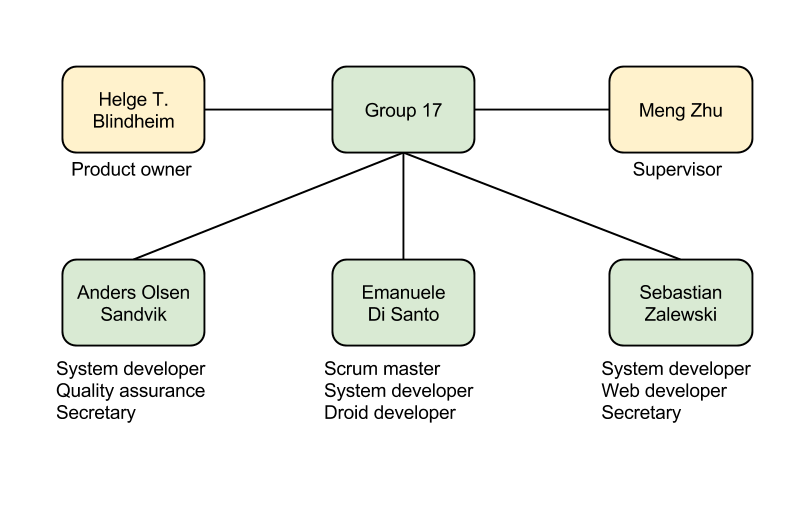 Helge T.
Blindheim
Group 17
Meng Zhu
Product owner
Supervisor
Anders Olsen
Sandvik
Emanuele
Di Santo
Sebastian
Zalewski
System developer
Quality assurance
Secretary
Scrum master
System developer
Droid developer
System developer
Web developer
Secretary